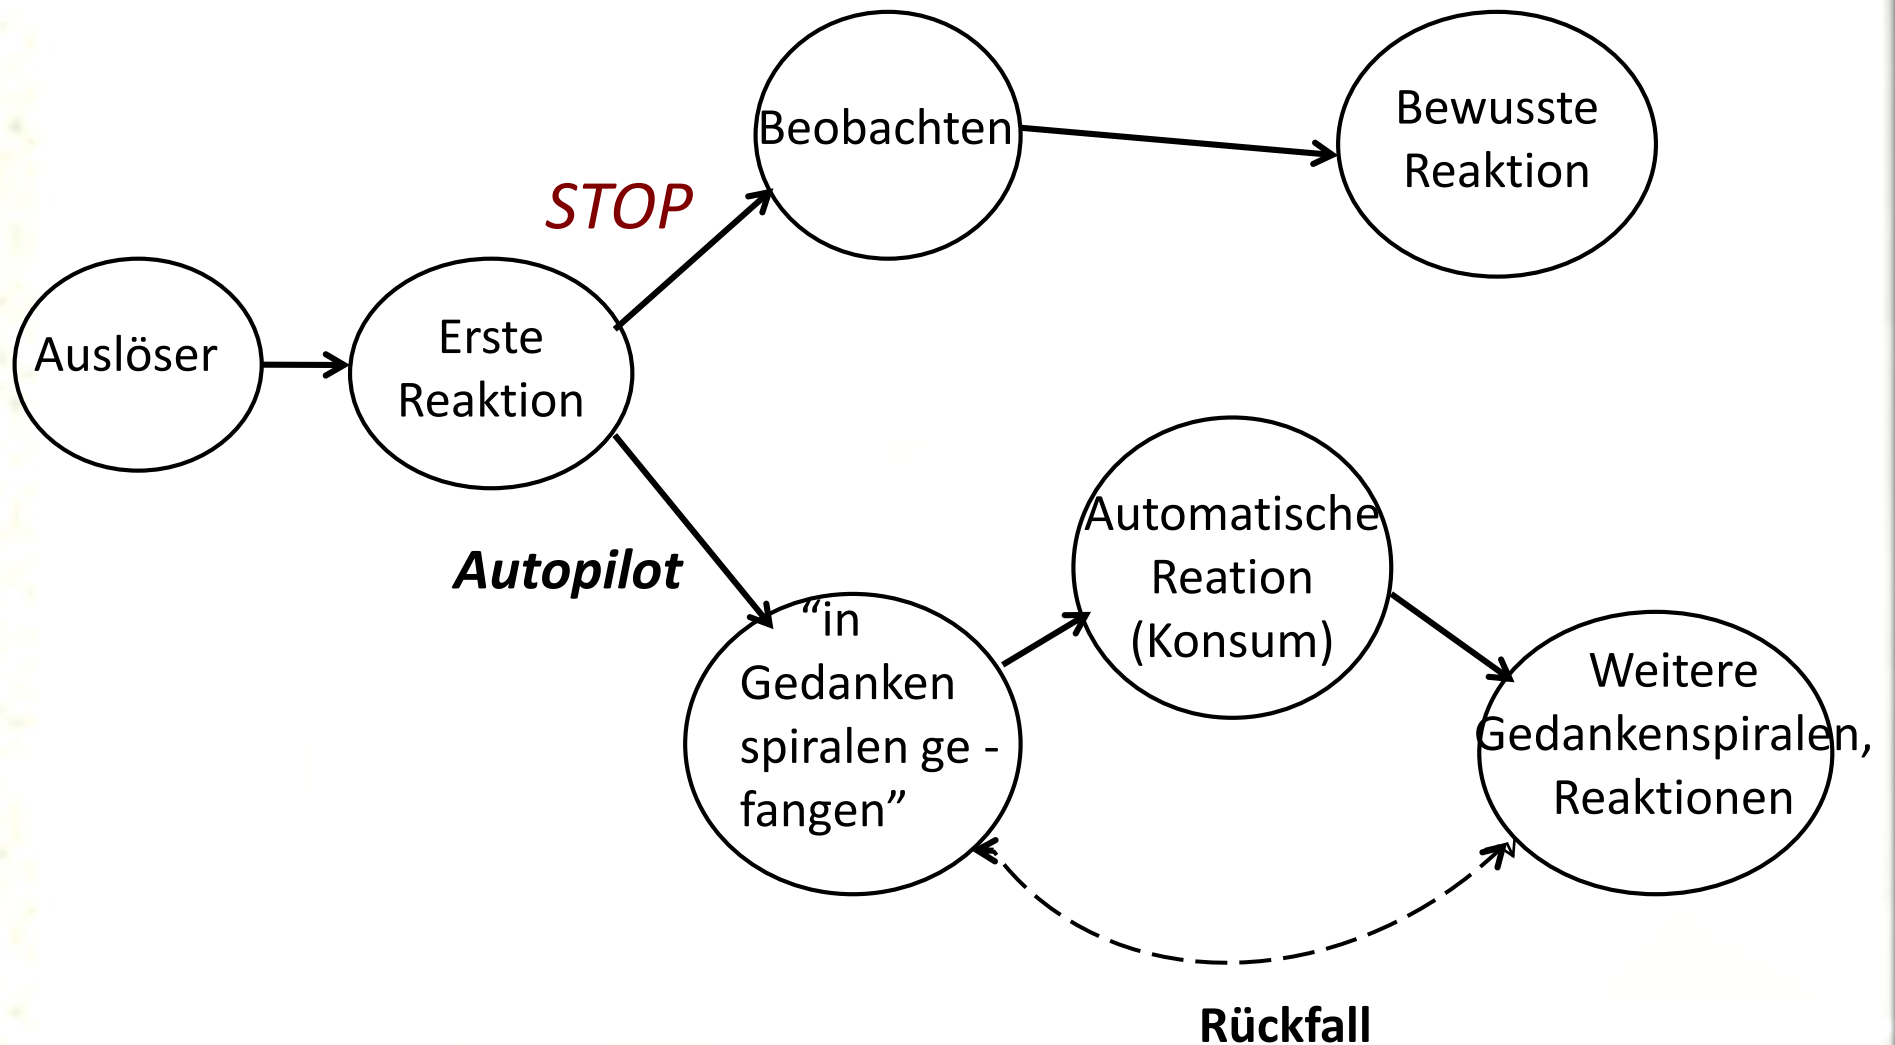 Beobachten
Bewusste
Reaktion
STOP
Auslöser
Erste
Reaktion
Autopilot
“in
Gedanken
spiralen ge -
fangen”
Automatische
Reation
(Konsum)
Weitere
Gedankenspiralen,
Reaktionen
Rückfall